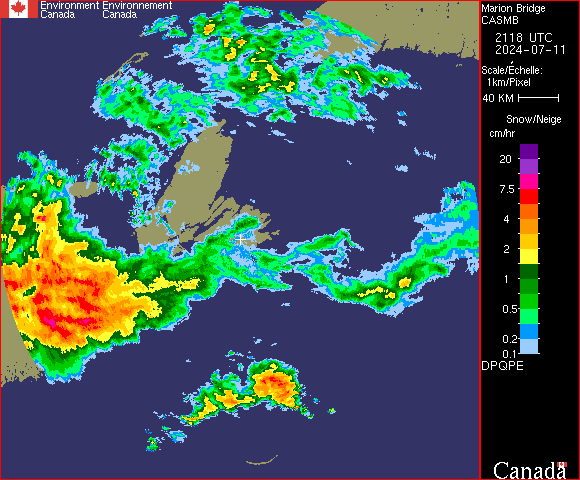 Environment Environnement
Canada Canada
Marion Bridge
CASMB
2118 UTC
2024-07-11
Scale/Echelle:
1km/Pixel
40 KM
Snow/Neige
cm/hr
20
7.5
4
2
1
0.5
0.2
0.1
DPQPE
Canada